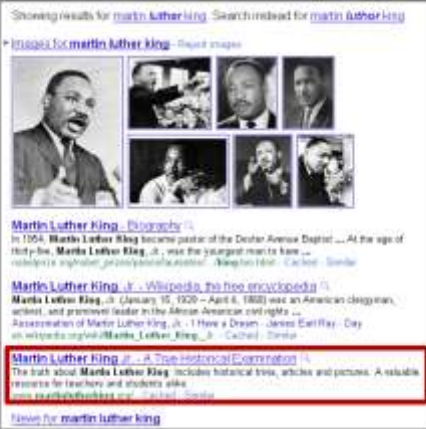 Showing results for martin luther king. Search instead for martin luthor king
Images for martin luther king - Report images
Martin Luther King - Biography
In 1954, Martin Luther King became pastor of the Dexter Avenue Baptist ... At the age of
thirty-five, Martin Luther King, Jr., was the youngest man to have ...
Cached - Similar
Martin Luther King, Jr. - Wikipedia, the free encyclopedia
Martin Luther King, Jr. (January 15, 1929 – April 4, 1968) was an American clergyman,
activist, and prominent leader in the African American civil rights ...
Assassination of Martin Luther King, Jr. - I Have a Dream - James Earl Ray - Day
en.wikipedia.org/wiki/Martin_Luther_King,_Jr. - Cached - Similar
Martin Luther King Jr. - A True Historical Examination
The truth about Martin Luther King. Includes historical trivia, articles and pictures. A valuable
resource for teachers and students alike.
www.martinlutherking.org/ - Cached - Similar
News for martin luther king